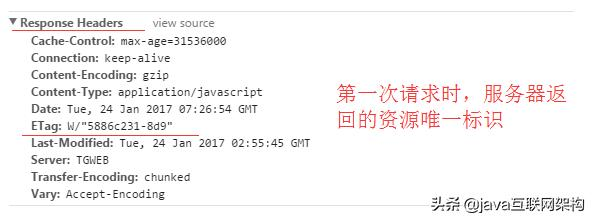 Response Headers view source
Cache-Control: max-age=31536000
Connection: keep-alive
Content-Encoding: gzip
Content-Type: application/javascript
Date: Tue, 24 Jan 2017 07:26:54 GMT
ETag: W/"5886c231-8d9"
Last-Modified: Tue, 24 Jan 2017 02:55:45 GMT
Server: TGWEB
Transfer-Encoding: chunked
Vary: Accept-Encoding
第一次请求时，服务器返
回的资源唯一标识
头条 @java互联网架构